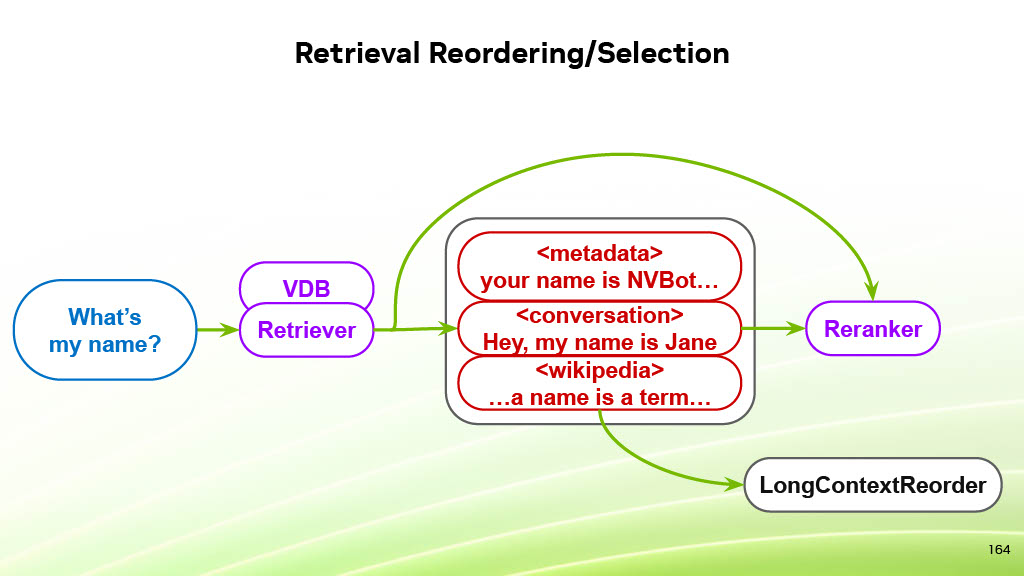 Retrieval Reordering/Selection
What’s
my name?
VDB
Retriever
<metadata>
your name is NVBot…
<conversation>
Hey, my name is Jane
<wikipedia>
…a name is a term…
Reranker
LongContextReorder
164